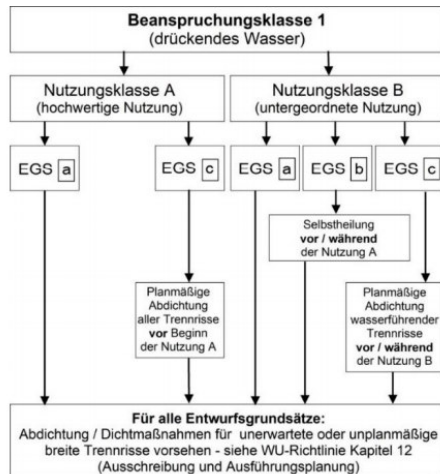 Beanspruchungsklasse 1
(drückendes Wasser)
Nutzungsklasse A
(hochwertige Nutzung)
Nutzungsklasse B
(untergeordnete Nutzung)
EGS a
EGS c
EGS a
EGS b
EGS c
Selbstheilung
vor / während
der Nutzung A
Planmäßige
Abdichtung
aller Trennrisse
vor Beginn
der Nutzung A
Planmäßige
Abdichtung
wasserführender
Trennrisse
vor / während
der Nutzung B
Für alle Entwurfsgrundsätze:
Abdichtung / Dichtmaßnahmen für unerwartete oder unplanmäßige
breite Trennrisse vorsehen - siehe WU-Richtlinie Kapitel 12
(Ausschreibung und Ausführungsplanung)